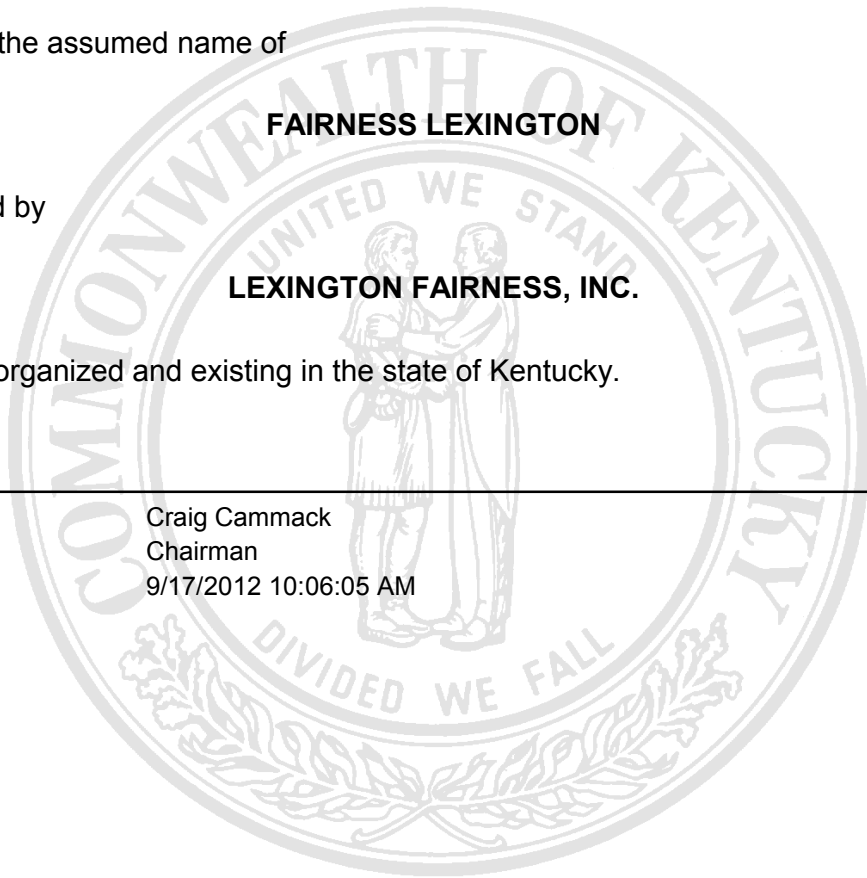 the assumed name of
FAIRNESS LEXINGTON
d by
LEXINGTON FAIRNESS, INC.
organized and existing in the state of Kentucky.
Craig Cammack
Chairman
9/17/2012 10:06:05 AM
COMMONWEALTH OF KENTUCKY
UNITED WE STAND
DIVIDED WE FALL